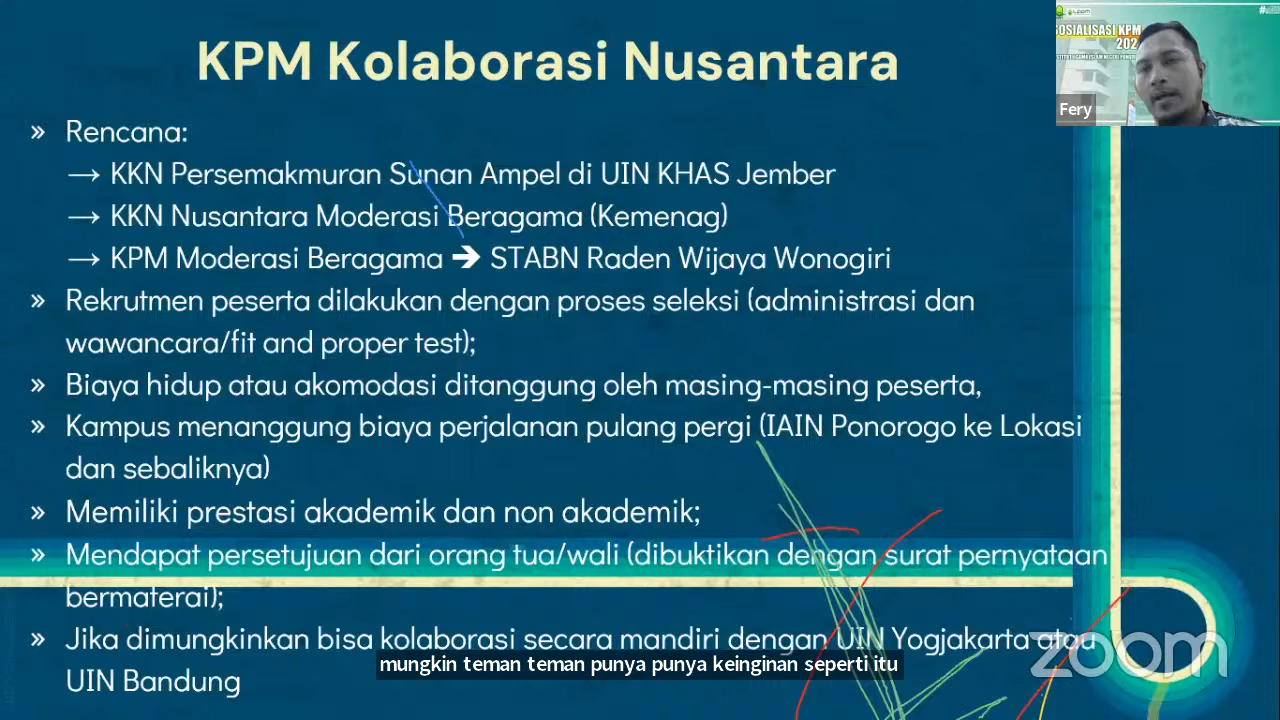 KPM Kolaborasi Nusantara
» Rencana:
→ KKN Persemakmuran Sunan Ampel di UIN KHAS Jember
→ KKN Nusantara Moderasi Beragama (Kemenag)
→ KPM Moderasi Beragama ➔ STABN Raden Wijaya Wonogiri
» Rekrutmen peserta dilakukan dengan proses seleksi (administrasi dan
wawancara/fit and proper test);
» Biaya hidup atau akomodasi ditanggung oleh masing-masing peserta,
» Kampus menanggung biaya perjalanan pulang pergi (IAIN Ponorogo ke Lokasi
dan sebaliknya)
» Memiliki prestasi akademik dan non akademik;
» Mendapat persetujuan dari orang tua/wali (dibuktikan dengan surat pernyataan
bermaterai);
» Jika dimungkinkan bisa kolaborasi secara mandiri dengan UIN Yogjakarta atau
UIN Bandung
mungkin teman teman punya punya keinginan seperti itu
zoom
SOSIALISASI KPM
202
Fery